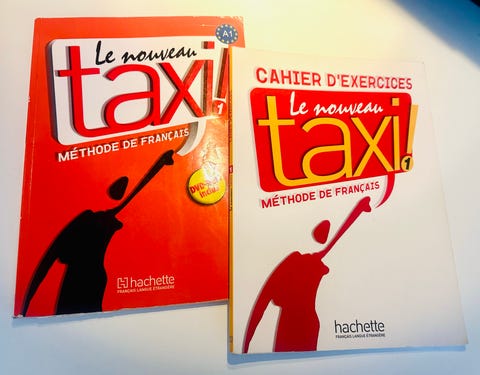 A1
Le nouveau
taxi!
1
MÉTHODE DE FRANÇAIS
hachette
FRANÇAIS LANGUE ÉTRANGÈRE
CAHIER D'EXERCICES
Le nouveau
taxi!
1
MÉTHODE DE FRANÇAIS
hachette
FRANÇAIS LANGUE ÉTRANGÈRE